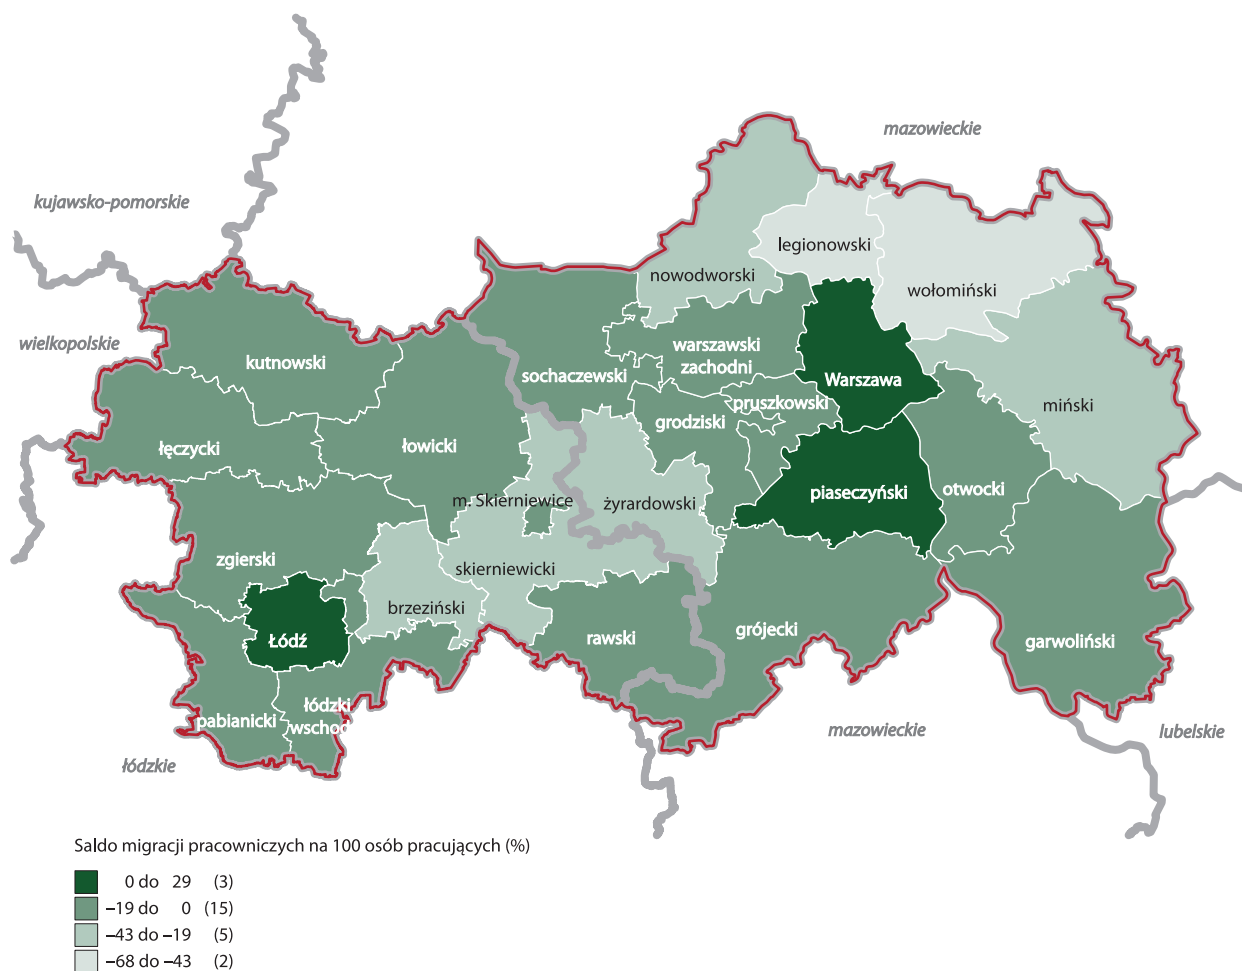 mazowieckie
kujawsko-pomorskie
legionowski
nowodworski
wołomiński
wielkopolskie
kutnowski
warszawski
zachodni
sochaczewski
Warszawa
pruszkowski
miński
grodziski
łęczycki
łowicki
m. Skierniewice
żyrardowski
piaseczyński
otwocki
zgierski
skierniewicki
brzeziński
Łódź
rawski
grójecki
garwoliński
łódzki
wschod
pabianicki
mazowieckie
lubelskie
łódzkie
Saldo migracji pracowniczych na 100 osób pracujących (%)
0 do 29 (3)
–19 do 0 (15)
–43 do –19 (5)
–68 do –43 (2)